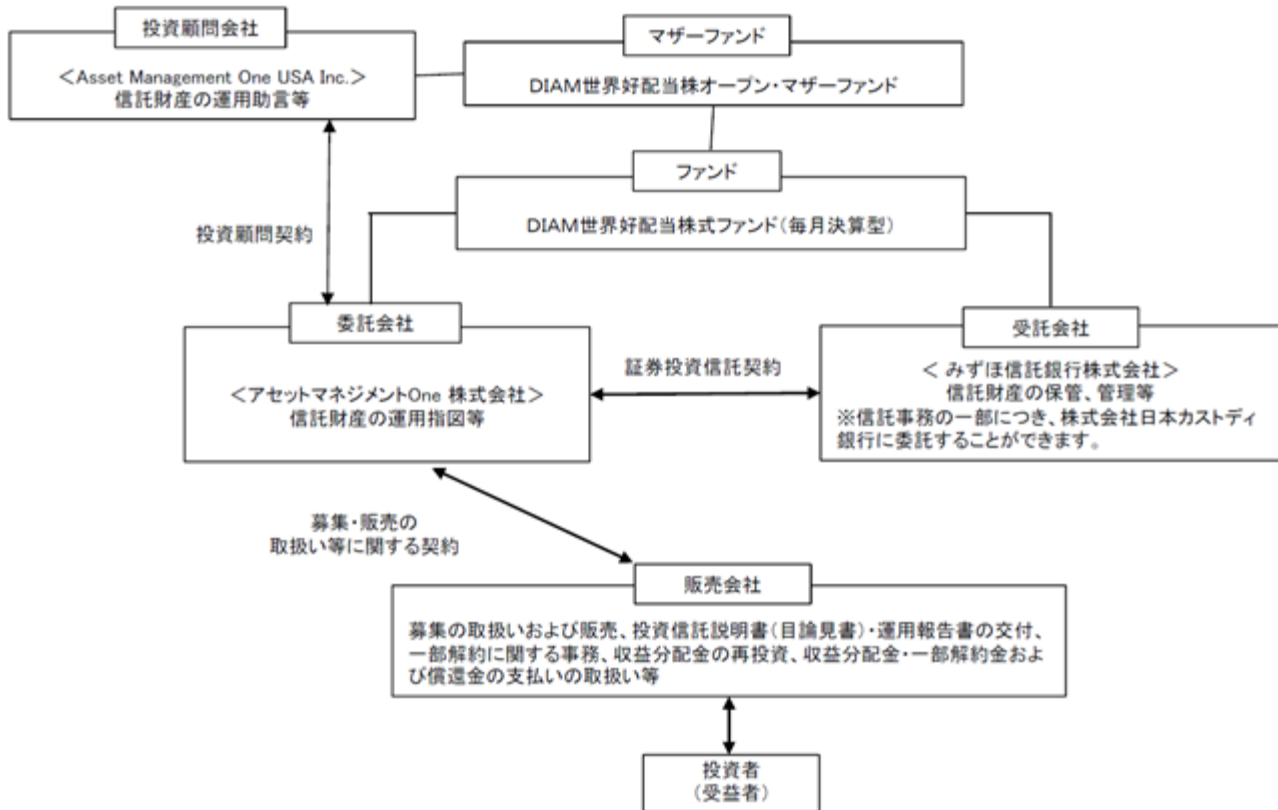 投資顧問会社
<Asset Management One USA Inc.>
信託財産の運用助言等
マザーファンド
DIAM世界好配当株オープン・マザーファンド
ファンド
DIAM世界好配当株式ファンド(毎月決算型)
投資顧問契約
委託会社
<アセットマネジメントOne 株式会社>
信託財産の運用指図等
証券投資信託契約
受託会社
< みずほ信託銀行株式会社>
信託財産の保管、管理等
※信託事務の一部につき、株式会社日本カストディ
銀行に委託することができます。
募集・販売の
取扱い等に関する契約
販売会社
募集の取扱いおよび販売、投資信託説明書(目論見書)・運用報告書の交付、
一部解約に関する事務、収益分配金の再投資、収益分配金・一部解約金およ
び償還金の支払いの取扱い等
投資者
(受益者)